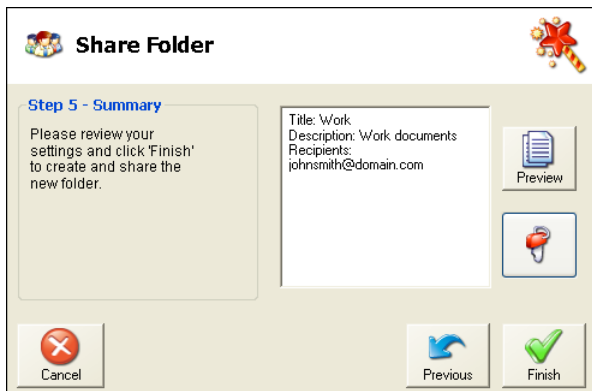 Share Folder
Step 5 - Summary
Please review your
settings and click 'Finish'
to create and share the
new folder.
Title: Work
Description: Work documents
Recipients:
johnsmith@domain.com
Preview
Cancel
Previous
Finish